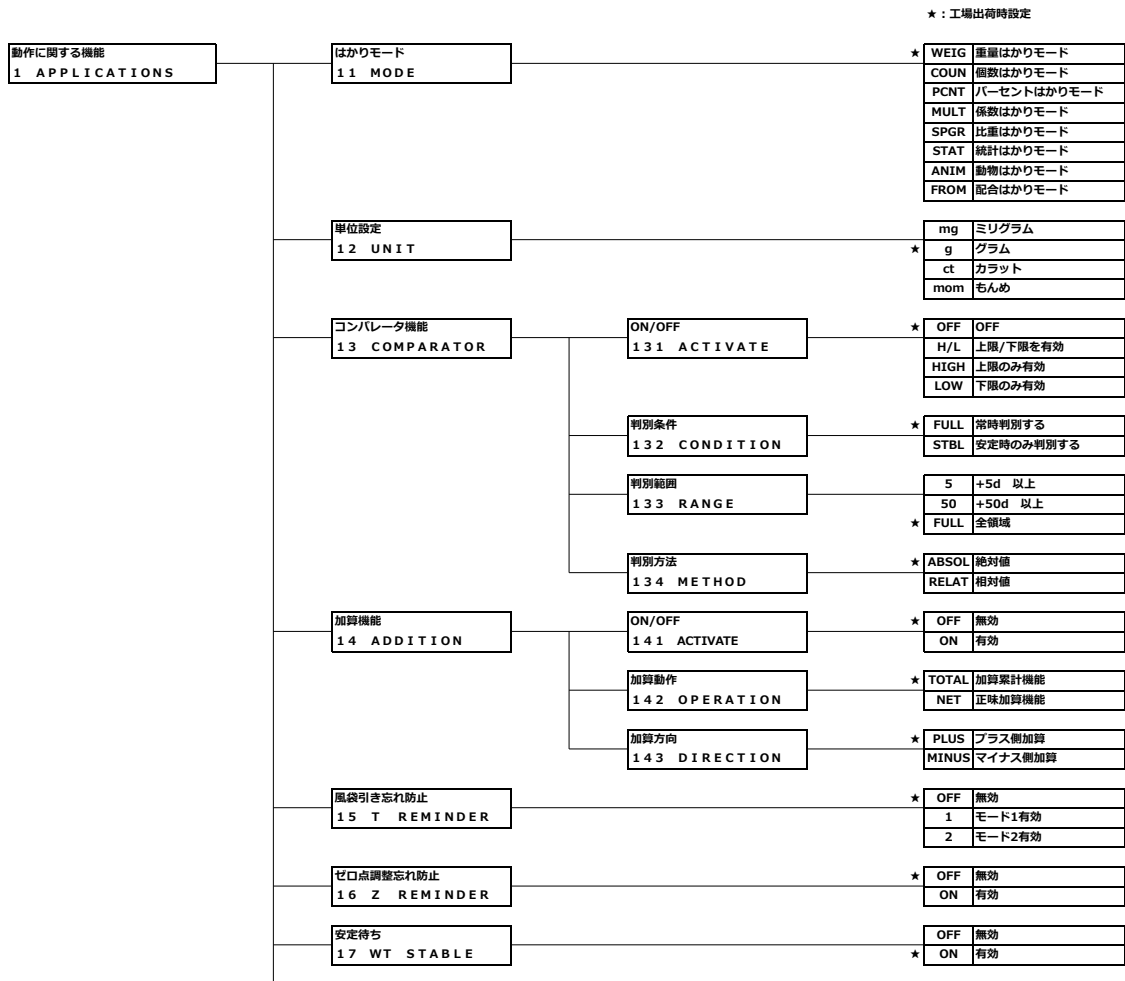 ★：工場出荷時設定
動作に関する機能
1 APPLICATIONS
はかりモード
11 MODE
★ WEIG 重量はかりモード
COUN 個数はかりモード
PCNT パーセントはかりモード
MULT 係数はかりモード
SPGR 比重はかりモード
STAT 統計はかりモード
ANIM 動物はかりモード
FROM 配合はかりモード
単位設定
12 UNIT
mg ミリグラム
★ g グラム
ct カラット
mom もんめ
コンパレータ機能
13 COMPARATOR
ON/OFF
131 ACTIVATE
★ OFF OFF
H/L 上限/下限を有効
HIGH 上限のみ有効
LOW 下限のみ有効
判別条件
132 CONDITION
★ FULL 常時判別する
STBL 安定時のみ判別する
判別範囲
133 RANGE
5 +5d 以上
50 +50d 以上
★ FULL 全領域
判別方法
134 METHOD
★ ABSOL 絶対値
RELAT 相対値
加算機能
14 ADDITION
ON/OFF
141 ACTIVATE
★ OFF 無効
ON 有効
加算動作
142 OPERATION
★ TOTAL 加算累計機能
NET 正味加算機能
加算方向
143 DIRECTION
★ PLUS プラス側加算
MINUS マイナス側加算
風袋引き忘れ防止
15 T REMINDER
★ OFF 無効
1 モード1有効
2 モード2有効
ゼロ点調整忘れ防止
16 Z REMINDER
★ OFF 無効
ON 有効
安定待ち
17 WT STABLE
OFF 無効
★ ON 有効